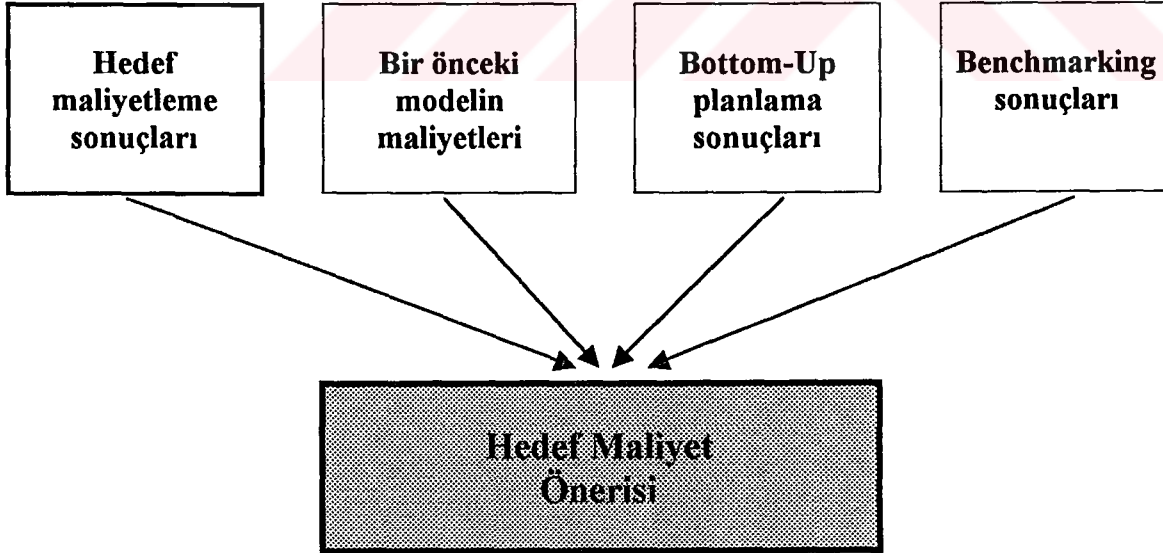 Hedef
maliyetleme
sonuçları
Bir önceki
modelin
maliyetleri
Bottom-Up
planlama
sonuçları
Benchmarking
sonuçları
Hedef Maliyet
Önerisi